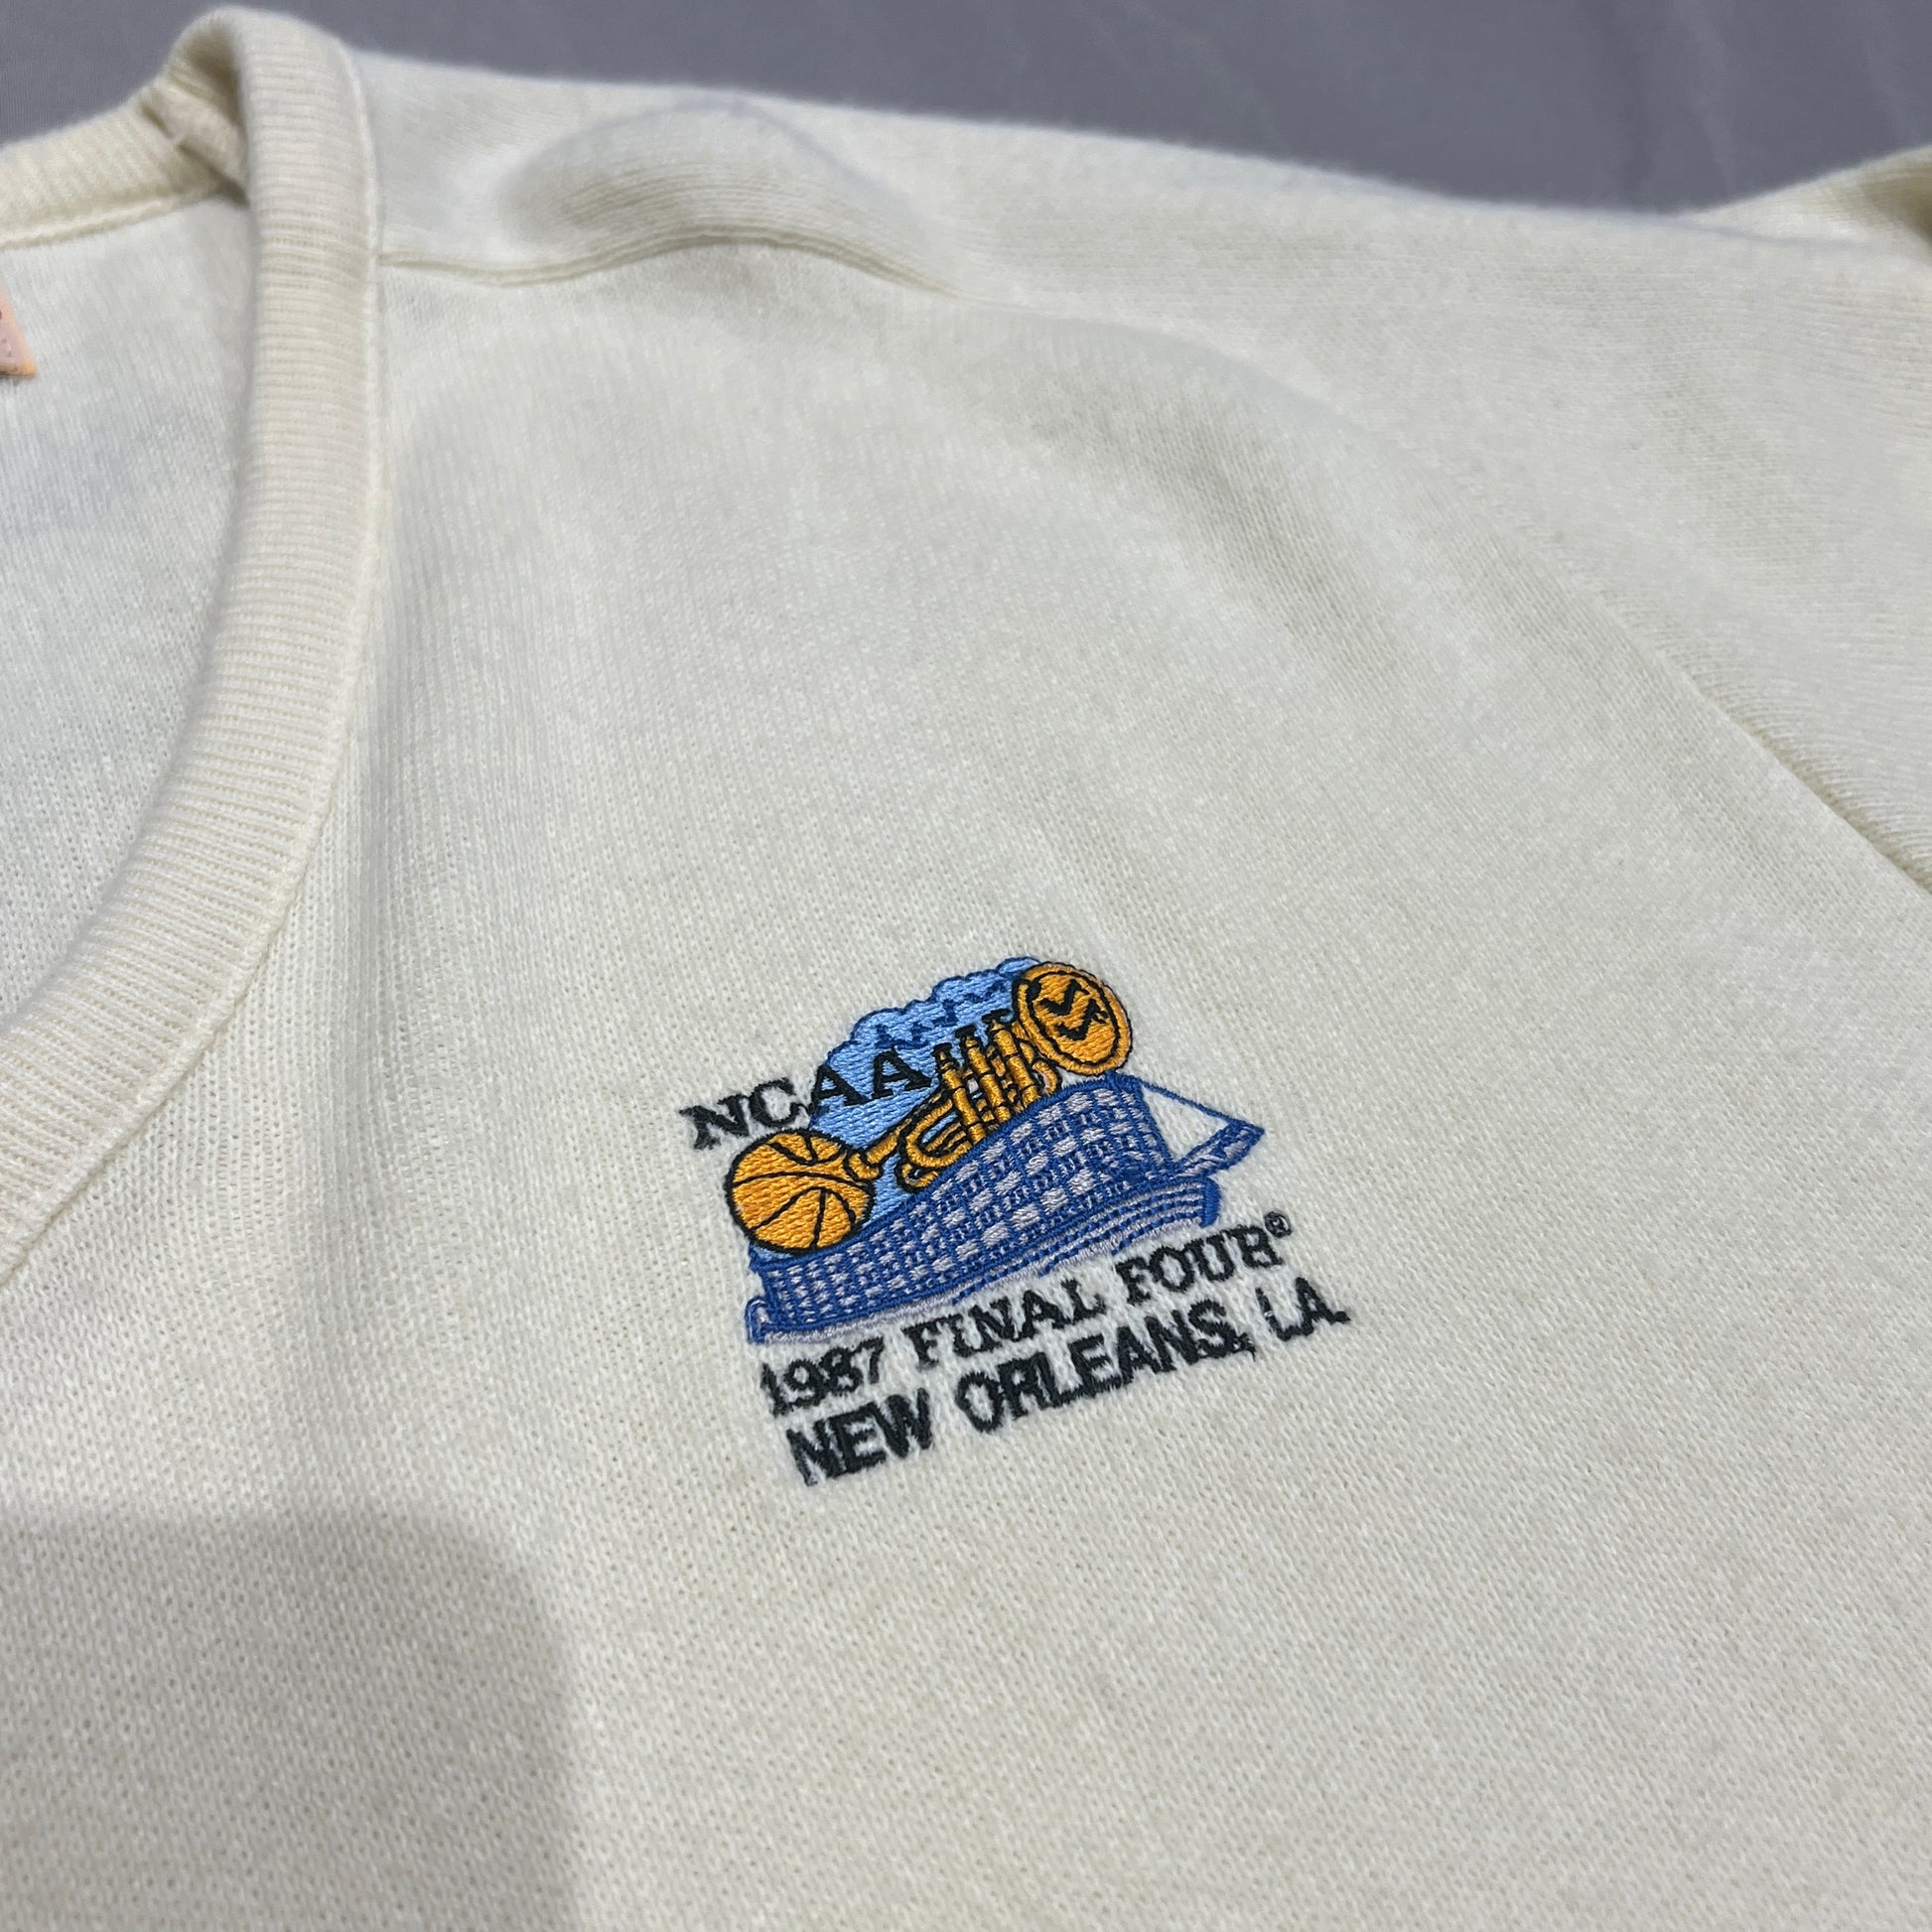 NCAA
1987 FINAL FOUR®
NEW ORLEANS, LA.